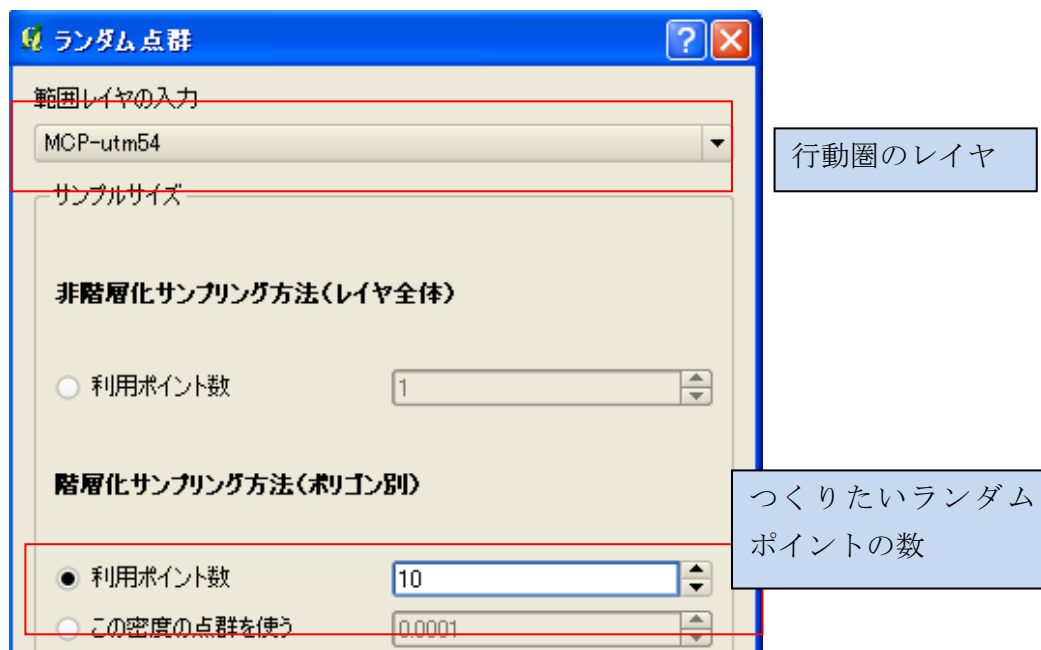 ランダム点群
範囲レイヤの入力
MCP-utm54
行動圏のレイヤ
サンプルサイズ
非階層化サンプリング方法(レイヤ全体)
利用ポイント数 1
階層化サンプリング方法(ポリゴン別)
つくりたいランダム
ポイントの数
利用ポイント数 10
この密度の点群を使う 0.0001